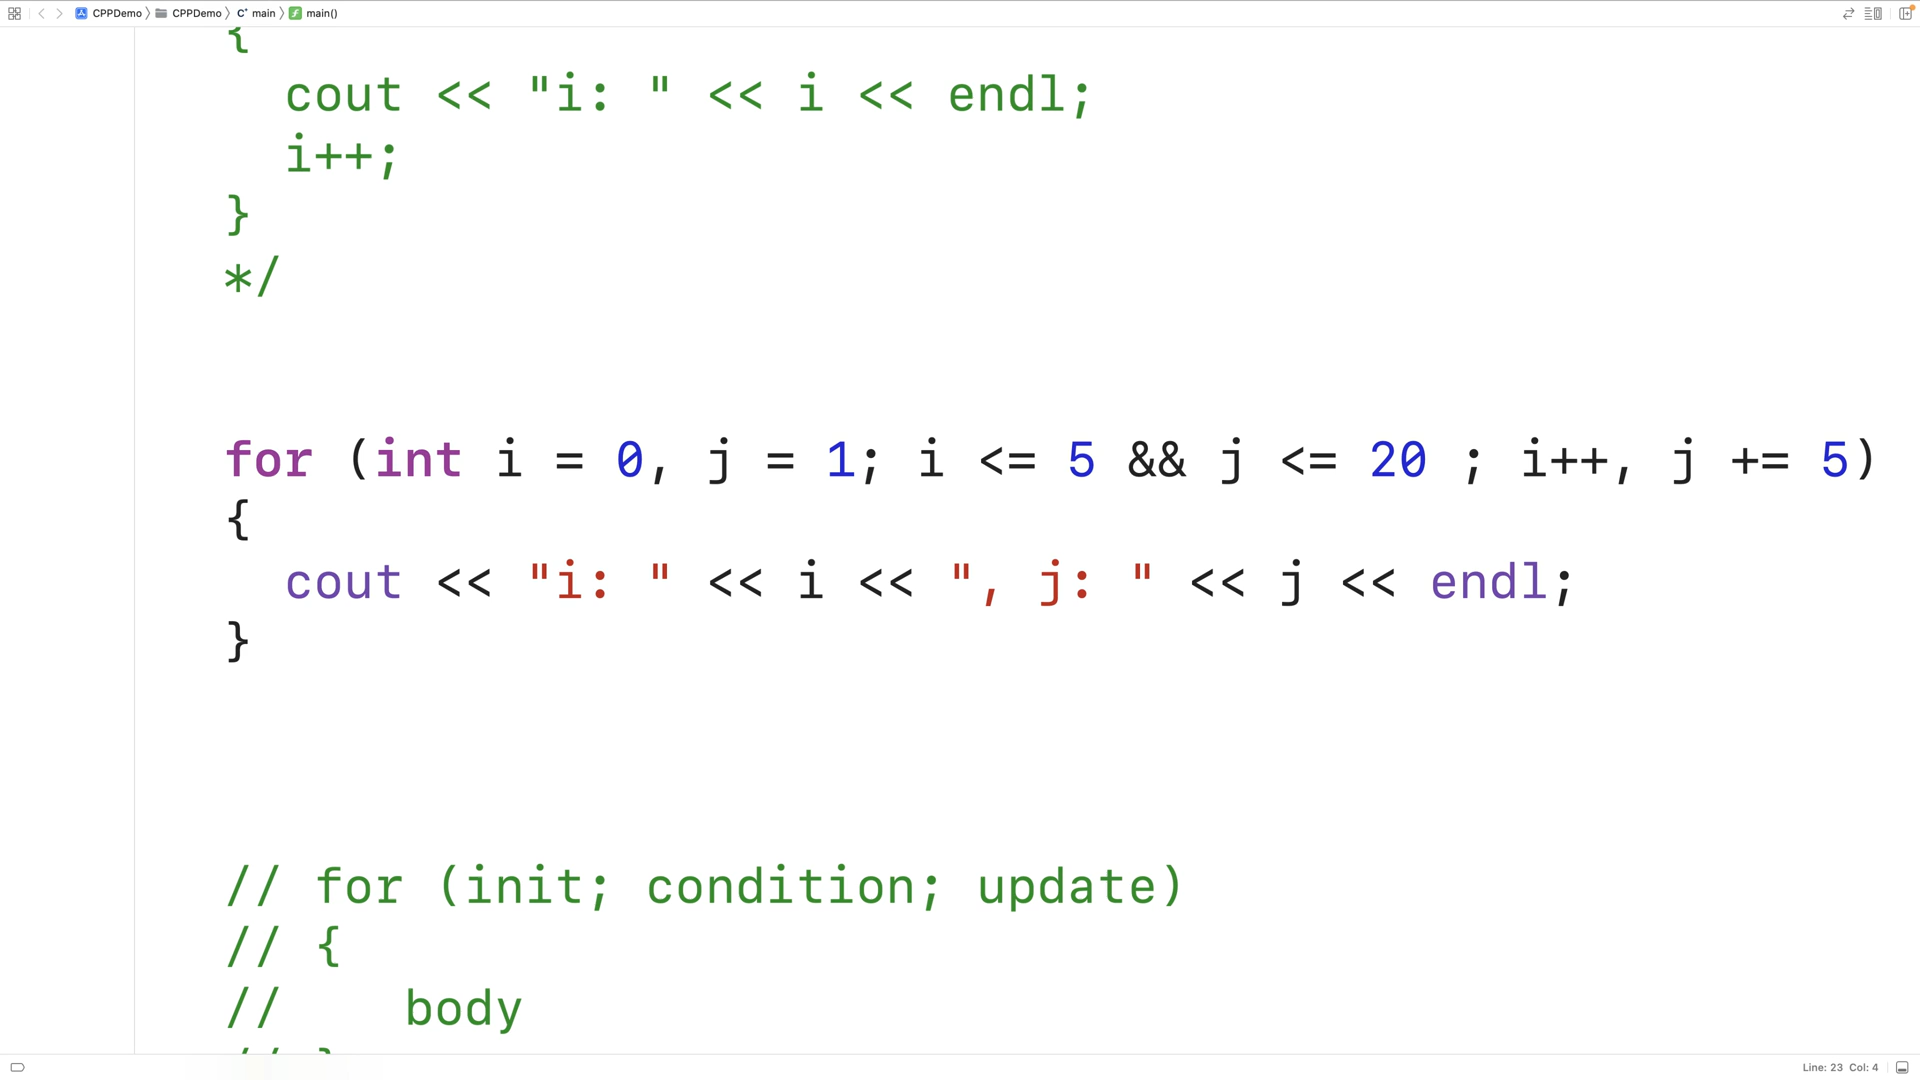 CPPDemo 〉 CPPDemo 〉 C⁺ main 〉 f main()
{
cout << "i: " << i << endl;
i++;
}
*/
for (int i = 0, j = 1; i <= 5 && j <= 20 ; i++, j += 5)
{
cout << "i: " << i << ", j: " << j << endl;
}
// for (init; condition; update)
// {
//    body
// }
Line: 23 Col: 4